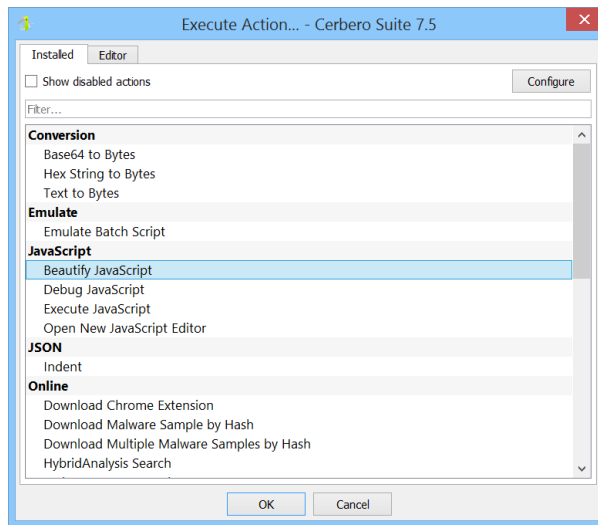 Execute Action... - Cerbero Suite 7.5
Installed
Editor
Show disabled actions
Configure
Filter...
Conversion
Base64 to Bytes
Hex String to Bytes
Text to Bytes
Emulate
Emulate Batch Script
JavaScript
Beautify JavaScript
Debug JavaScript
Execute JavaScript
Open New JavaScript Editor
JSON
Indent
Online
Download Chrome Extension
Download Malware Sample by Hash
Download Multiple Malware Samples by Hash
HybridAnalysis Search
OK
Cancel